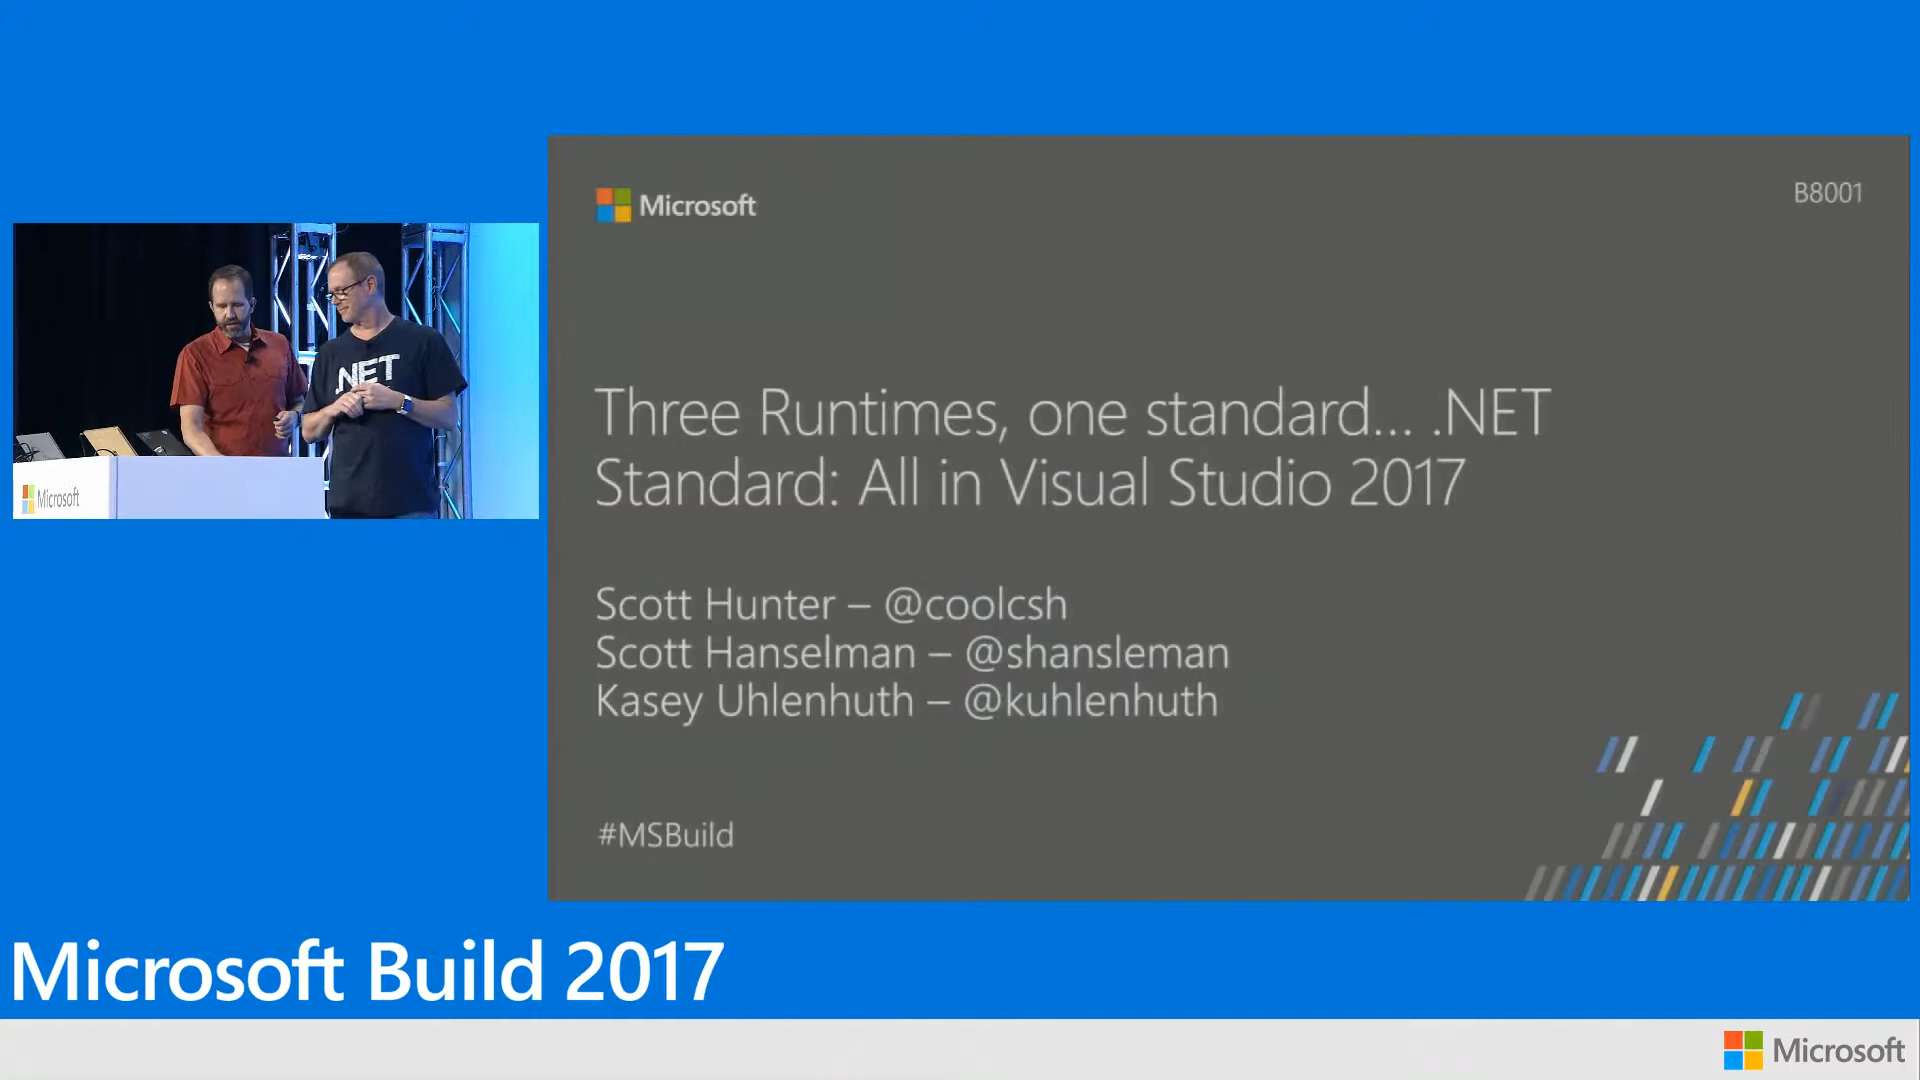 Microsoft
B8001
.NET
Microsoft
Three Runtimes, one standard... .NET
Standard: All in Visual Studio 2017
Scott Hunter – @coolcsh
Scott Hanselman – @shansleman
Kasey Uhlenhuth – @kuhlenhuth
#MSBuild
Microsoft Build 2017
Microsoft